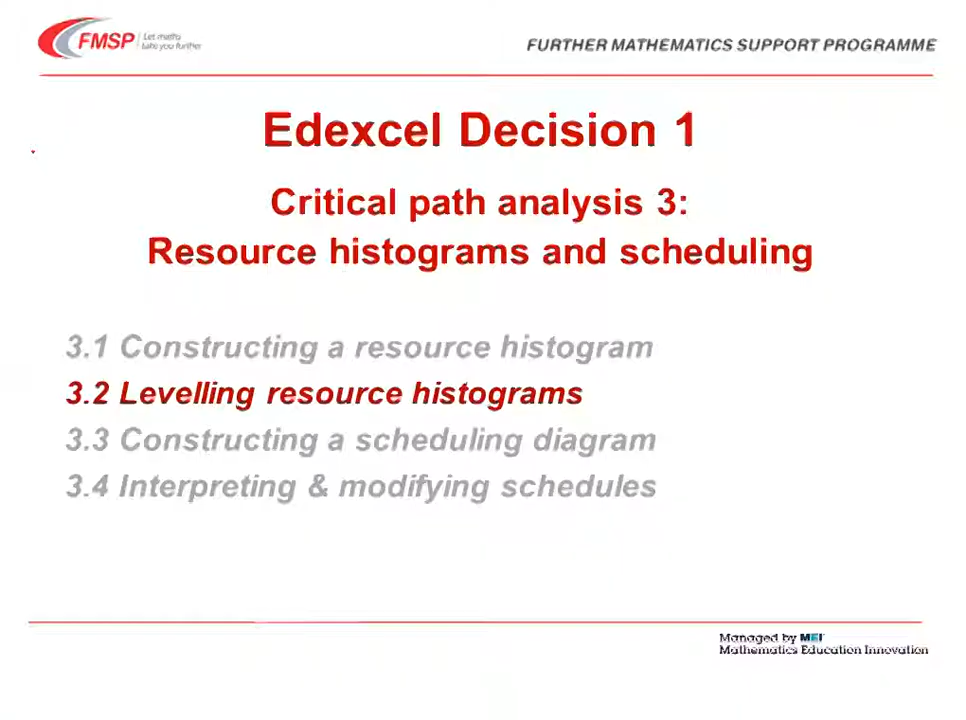 FMSP
Let maths
take you further
FURTHER MATHEMATICS SUPPORT PROGRAMME
Edexcel Decision 1
Critical path analysis 3:
Resource histograms and scheduling
3.1 Constructing a resource histogram
3.2 Levelling resource histograms
3.3 Constructing a scheduling diagram
3.4 Interpreting & modifying schedules
Managed by MEI
Mathematics Education Innovation